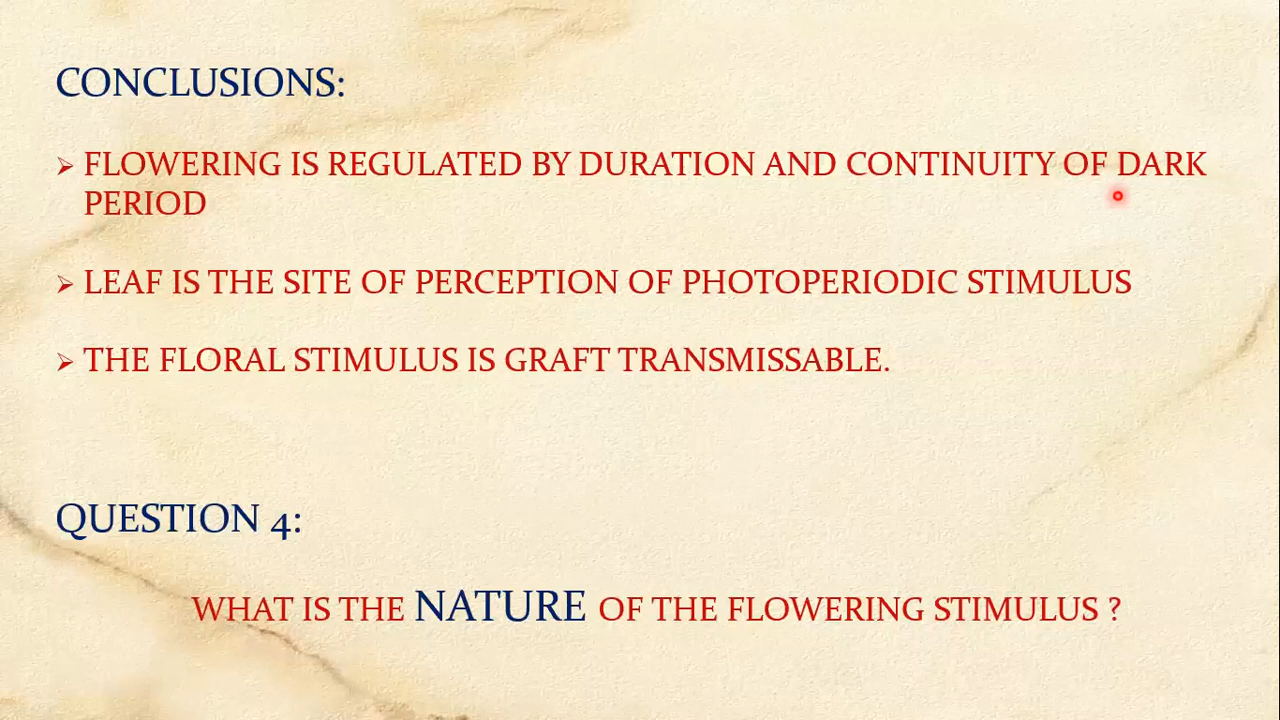 CONCLUSIONS:
➢ FLOWERING IS REGULATED BY DURATION AND CONTINUITY OF DARK
PERIOD
➢ LEAF IS THE SITE OF PERCEPTION OF PHOTOPERIODIC STIMULUS
➢ THE FLORAL STIMULUS IS GRAFT TRANSMISSABLE.
QUESTION 4:
WHAT IS THE NATURE OF THE FLOWERING STIMULUS ?